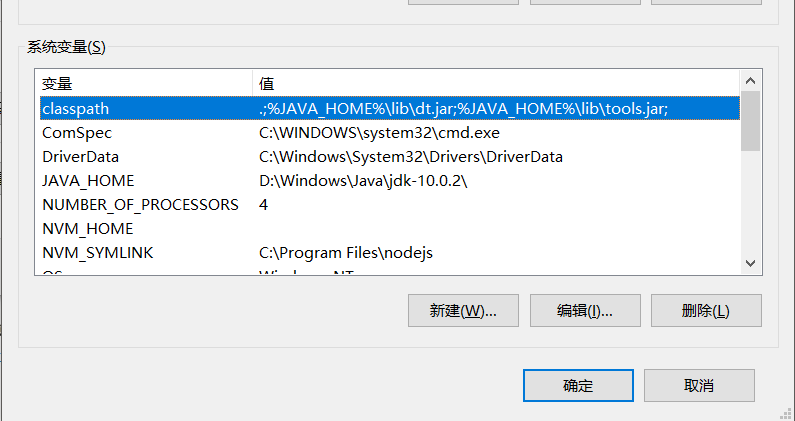 系统变量(S)
变量 值
classpath .;%JAVA_HOME%\lib\dt.jar;%JAVA_HOME%\lib\tools.jar;
ComSpec C:\WINDOWS\system32\cmd.exe
DriverData C:\Windows\System32\Drivers\DriverData
JAVA_HOME D:\Windows\Java\jdk-10.0.2\
NUMBER_OF_PROCESSORS 4
NVM_HOME
NVM_SYMLINK C:\Program Files\nodejs
OS Windows_NT
新建(W)... 编辑(I)... 删除(L)
确定 取消